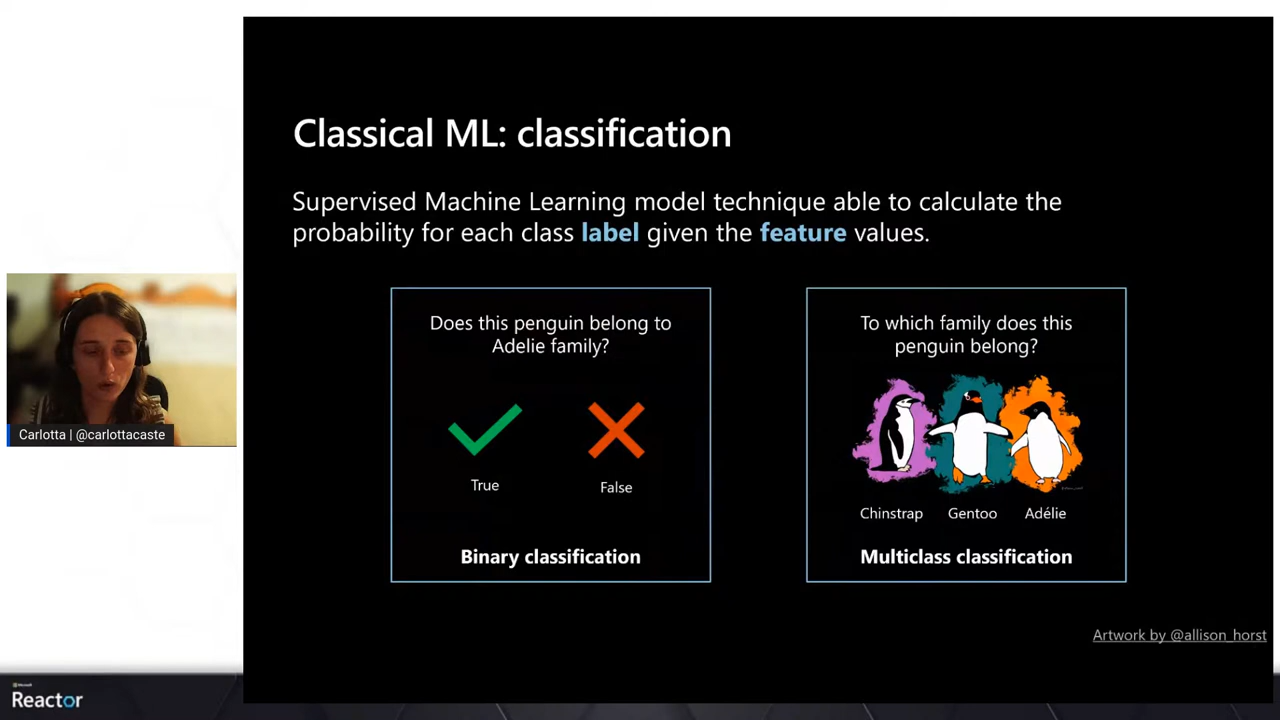 Classical ML: classification
Supervised Machine Learning model technique able to calculate the
probability for each class label given the feature values.
Does this penguin belong to
Adelie family?
True
False
Binary classification
To which family does this
penguin belong?
Chinstrap
Gentoo
Adélie
Multiclass classification
Artwork by @allison_horst
Carlotta | @carlottacaste
Microsoft
Reactor